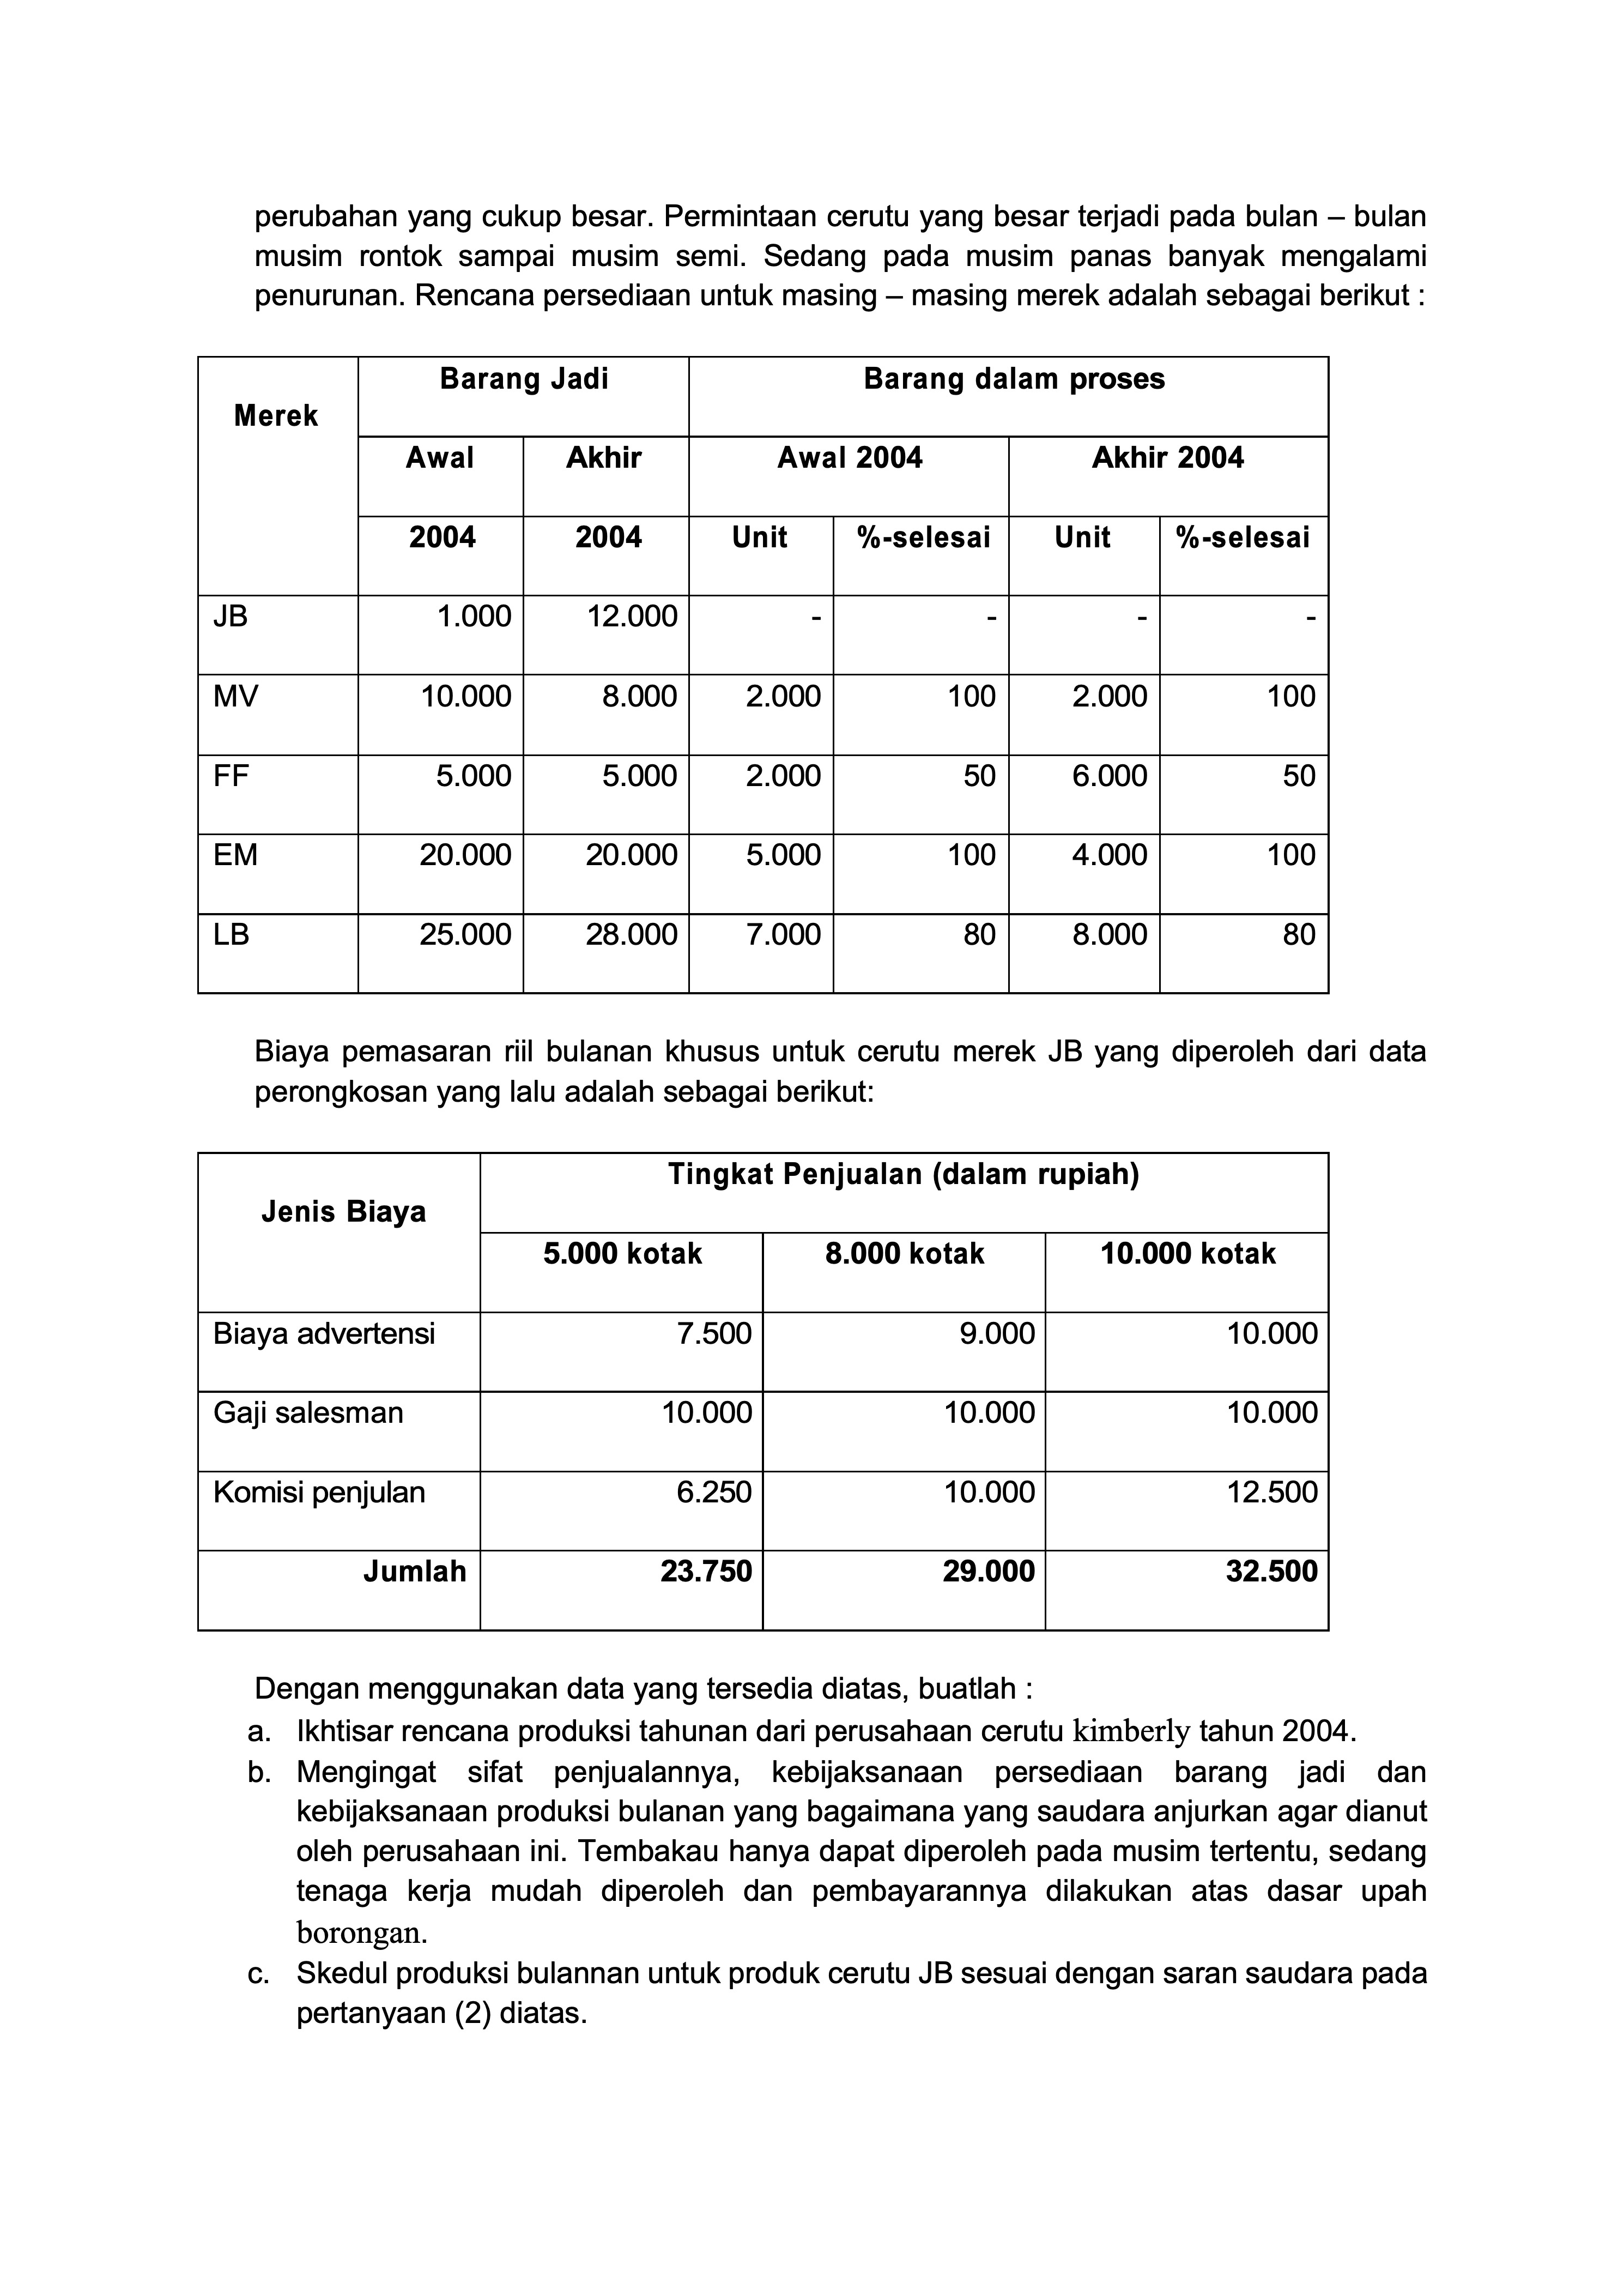 perubahan yang cukup besar. Permintaan cerutu yang besar terjadi pada bulan – bulan
musim rontok sampai musim semi. Sedang pada musim panas banyak mengalami
penurunan. Rencana persediaan untuk masing – masing merek adalah sebagai berikut :
Merek Barang Jadi Barang dalam proses
Awal Akhir Awal 2004 Akhir 2004
2004 2004 Unit %-selesai Unit %-selesai
JB 1.000 12.000 - - - -
MV 10.000 8.000 2.000 100 2.000 100
FF 5.000 5.000 2.000 50 6.000 50
EM 20.000 20.000 5.000 100 4.000 100
LB 25.000 28.000 7.000 80 8.000 80
Biaya pemasaran riil bulanan khusus untuk cerutu merek JB yang diperoleh dari data
perongkosan yang lalu adalah sebagai berikut:
Jenis Biaya Tingkat Penjualan (dalam rupiah)
5.000 kotak 8.000 kotak 10.000 kotak
Biaya advertensi 7.500 9.000 10.000
Gaji salesman 10.000 10.000 10.000
Komisi penjulan 6.250 10.000 12.500
Jumlah 23.750 29.000 32.500
Dengan menggunakan data yang tersedia diatas, buatlah :
a. Ikhtisar rencana produksi tahunan dari perusahaan cerutu kimberly tahun 2004.
b. Mengingat sifat penjualannya, kebijaksanaan persediaan barang jadi dan
kebijaksanaan produksi bulanan yang bagaimana yang saudara anjurkan agar dianut
oleh perusahaan ini. Tembakau hanya dapat diperoleh pada musim tertentu, sedang
tenaga kerja mudah diperoleh dan pembayarannya dilakukan atas dasar upah
borongan.
c. Skedul produksi bulannan untuk produk cerutu JB sesuai dengan saran saudara pada
pertanyaan (2) diatas.